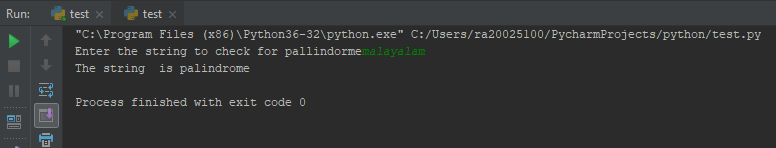 Run: test test
"C:\Program Files (x86)\Python36-32\python.exe" C:/Users/ra20025100/PycharmProjects/python/test.py
Enter the string to check for pallindormemalayalam
The string  is palindrome
Process finished with exit code 0